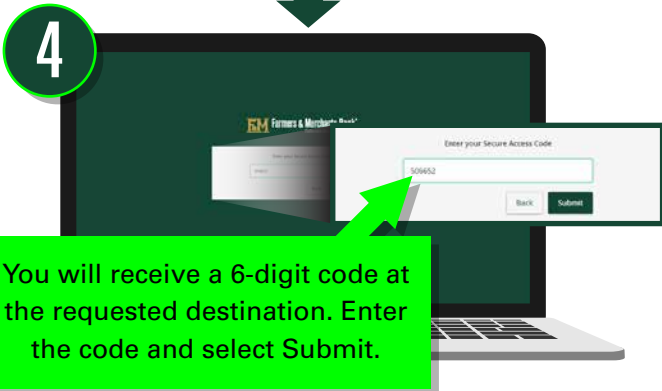 4
FM Farmers & Merchants Bank
Enter your Secure Access Code
509652
Back Submit
You will receive a 6-digit code at
the requested destination. Enter
the code and select Submit.